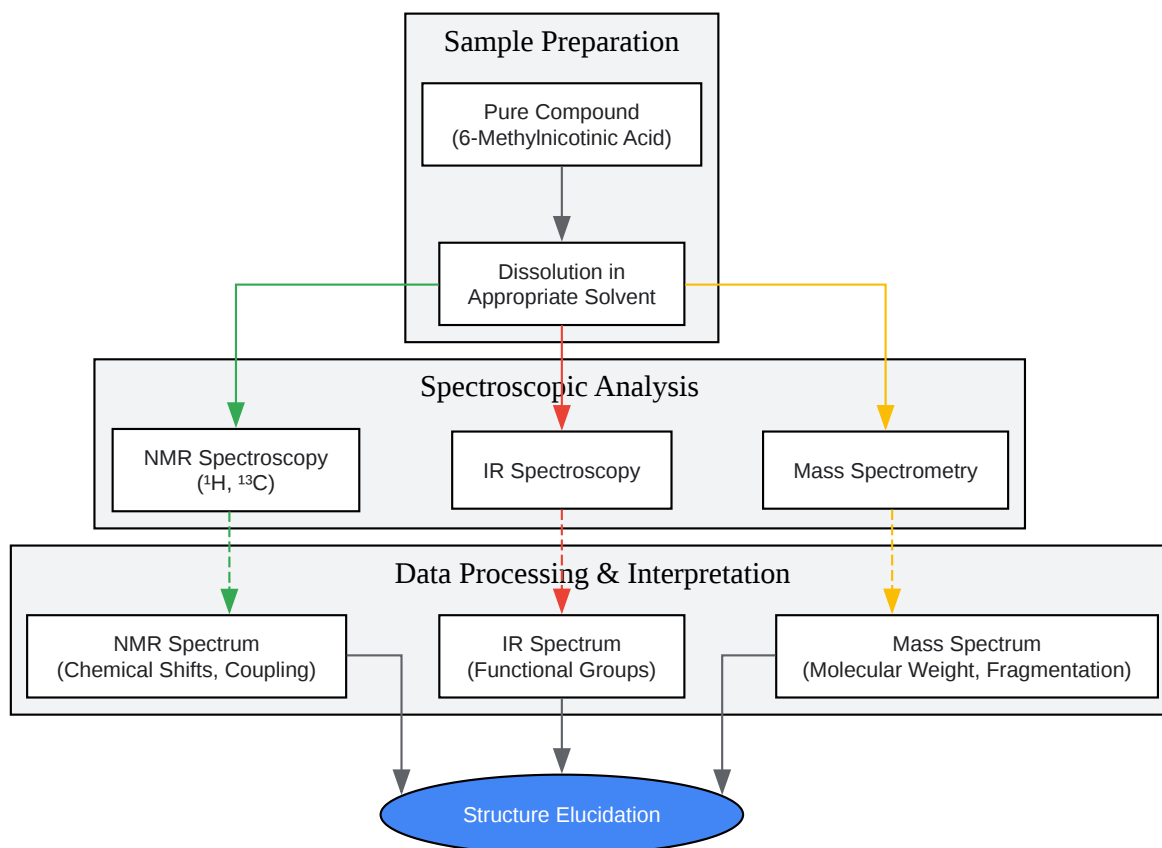 Sample Preparation
Pure Compound
(6-Methylnicotinic Acid)
Dissolution in
Appropriate Solvent
Spectroscopic Analysis
NMR Spectroscopy
(¹H, ¹³C)
IR Spectroscopy
Mass Spectrometry
Data Processing & Interpretation
NMR Spectrum
(Chemical Shifts, Coupling)
IR Spectrum
(Functional Groups)
Mass Spectrum
(Molecular Weight, Fragmentation)
Structure Elucidation